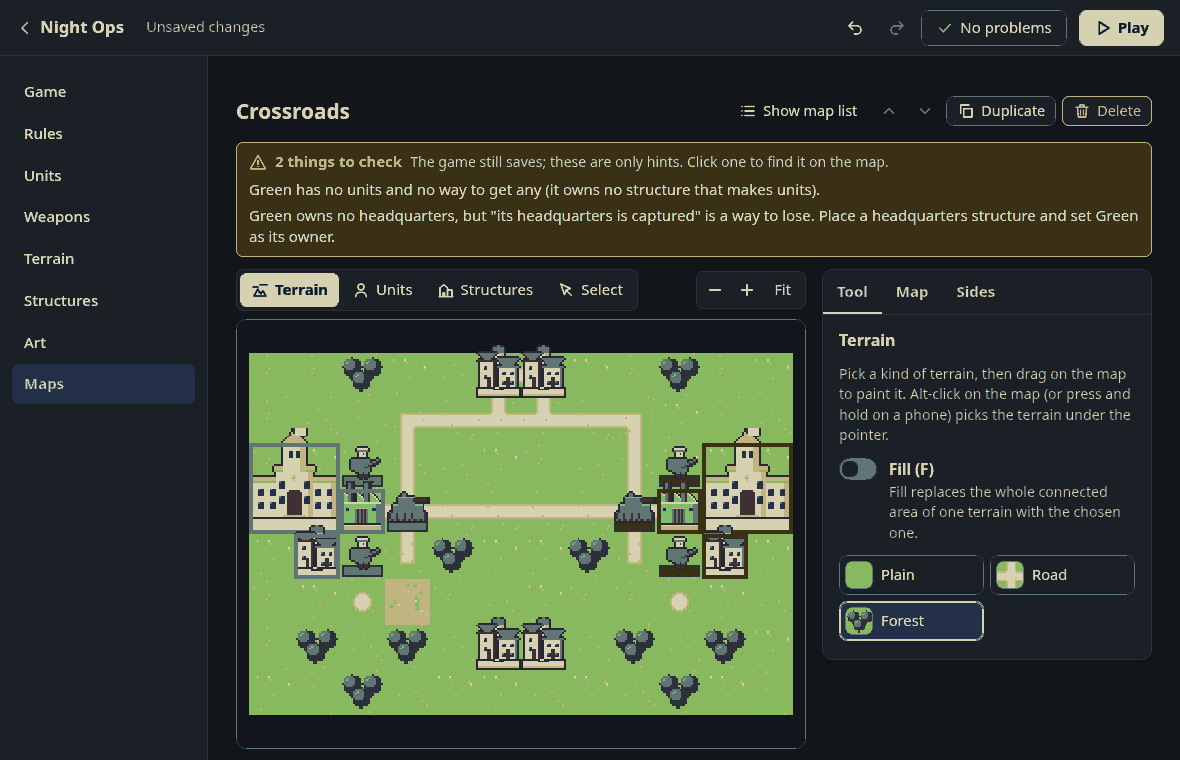 Night Ops
Unsaved changes
No problems
Play
Game
Rules
Units
Weapons
Terrain
Structures
Art
Maps
Crossroads
Show map list
Duplicate
Delete
2 things to check The game still saves; these are only hints. Click one to find it on the map.
Green has no units and no way to get any (it owns no structure that makes units).
Green owns no headquarters, but "its headquarters is captured" is a way to lose. Place a headquarters structure and set Green
as its owner.
Terrain
Units
Structures
Select
Fit
Tool
Map
Sides
Terrain
Pick a kind of terrain, then drag on the map
to paint it. Alt-click on the map (or press and
hold on a phone) picks the terrain under the
pointer.
Fill (F)
Fill replaces the whole connected
area of one terrain with the chosen
one.
Plain
Road
Forest